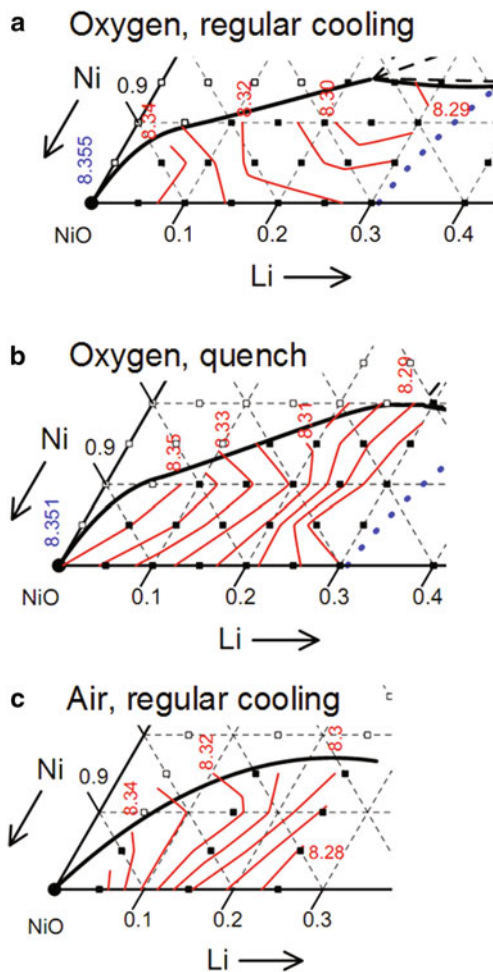 a Oxygen, regular cooling
Ni
0.9
8.355
8.34
8.32
8.30
8.29
NiO
0.1
0.2
0.3
0.4
Li
b Oxygen, quench
Ni
0.9
8.351
8.35
8.33
8.31
8.29
NiO
0.1
0.2
0.3
0.4
Li
c Air, regular cooling
Ni
0.9
8.34
8.32
8.3
8.28
NiO
0.1
0.2
0.3
Li